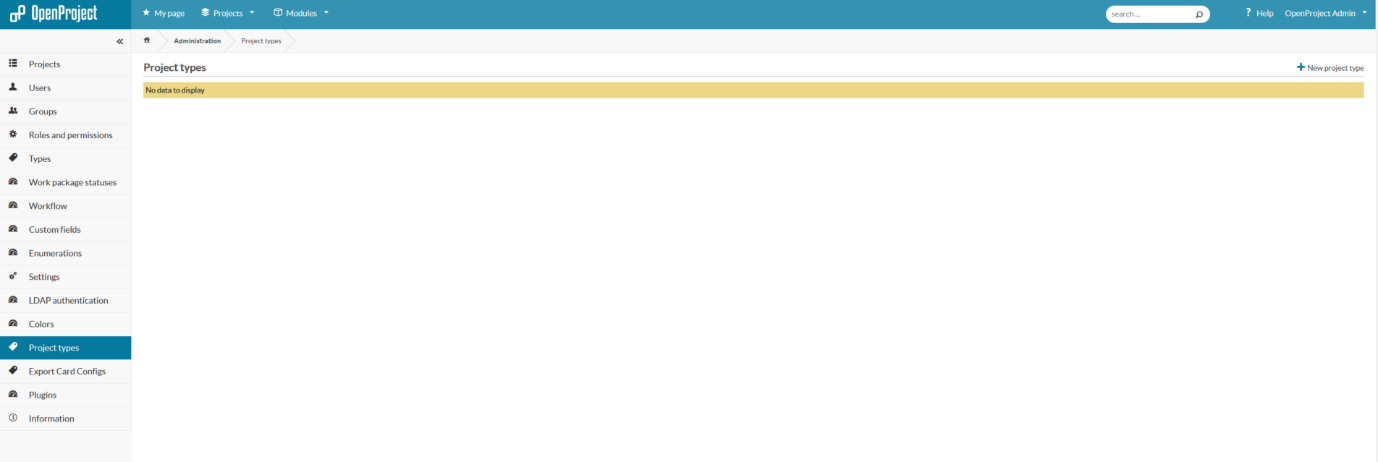 OpenProject
My page
Projects
Modules
search ...
? Help
OpenProject Admin
«
Administration
Project types
Projects
Users
Groups
Roles and permissions
Types
Work package statuses
Workflow
Custom fields
Enumerations
Settings
LDAP authentication
Colors
Project types
Export Card Configs
Plugins
Information
Project types
+ New project type
No data to display